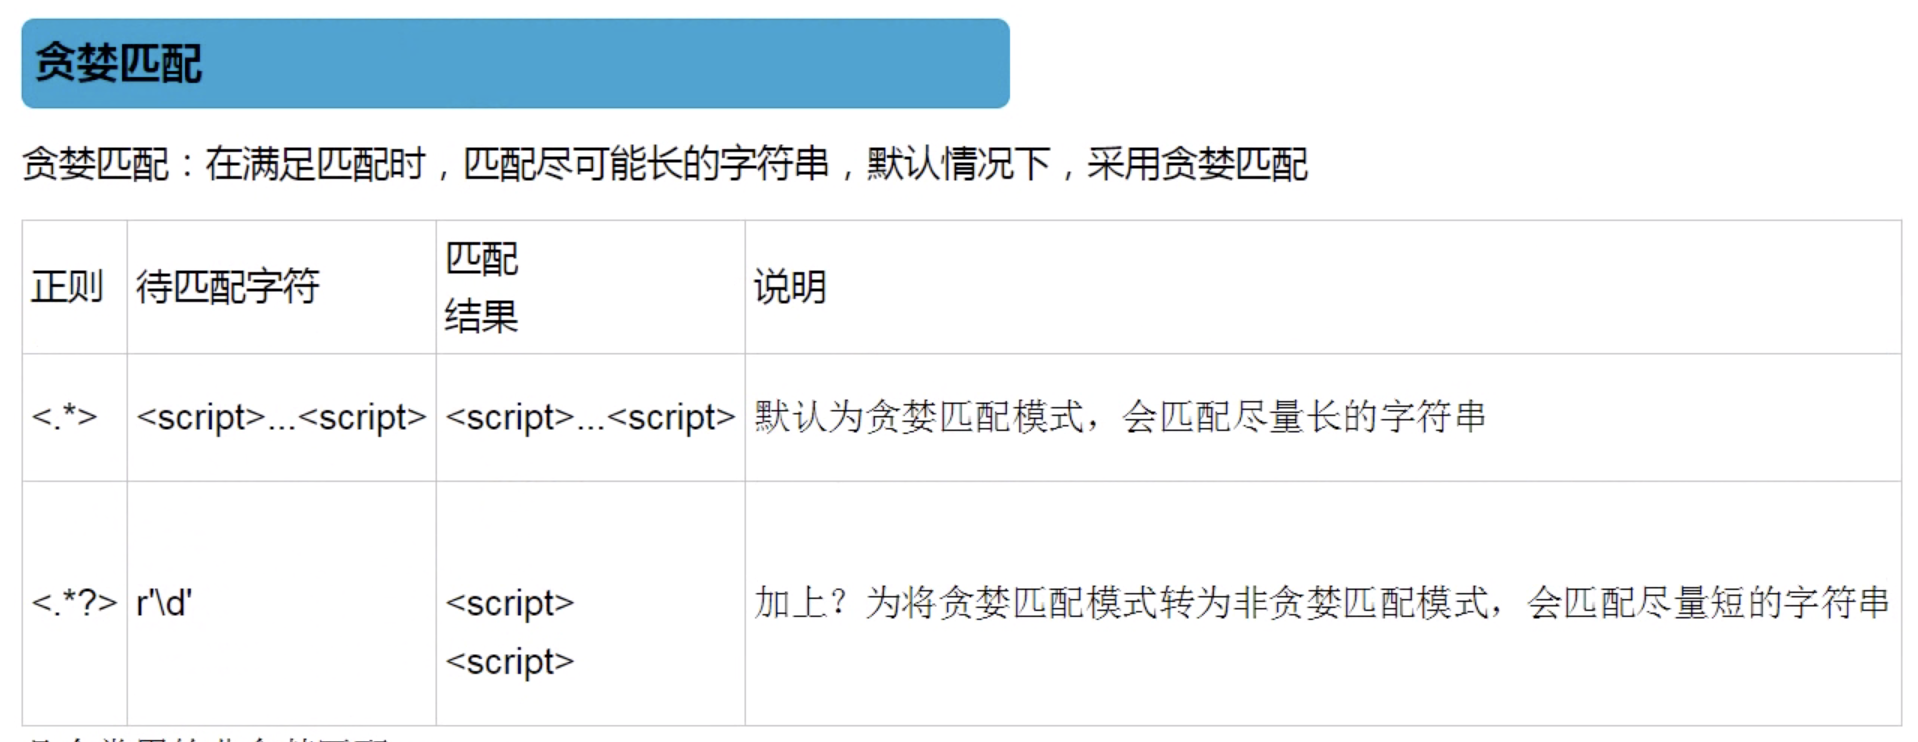 贪婪匹配
贪婪匹配：在满足匹配时，匹配尽可能长的字符串，默认情况下，采用贪婪匹配
正则 待匹配字符 匹配 结果 说明
<.*> <script>...<script> <script>...<script> 默认为贪婪匹配模式，会匹配尽量长的字符串
<.*?> r'\d' <script> 加上？为将贪婪匹配模式转为非贪婪匹配模式，会匹配尽量短的字符串
<script>